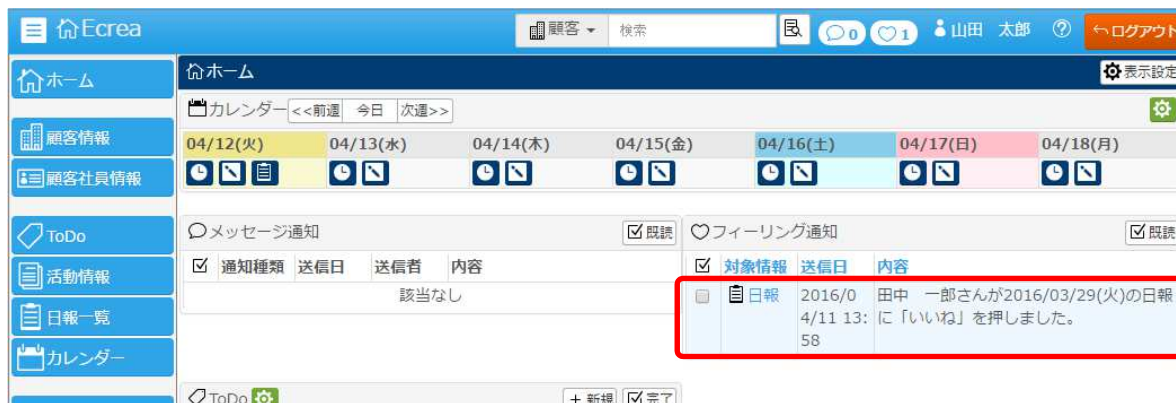 Ecrea
顧客
検索
0
1
山田 太郎
ログアウト
ホーム
顧客情報
顧客社員情報
ToDo
活動情報
日報一覧
カレンダー
ホーム
表示設定
カレンダー <<前週 今日 次週>>
04/12(火) 04/13(水) 04/14(木) 04/15(金) 04/16(土) 04/17(日) 04/18(月)
メッセージ通知 既読
通知種類 送信日 送信者 内容
該当なし
フィーリング通知 既読
対象情報 送信日 内容
日報 2016/0 田中 一郎さんが2016/03/29(火)の日報
4/11 13: に「いいね」を押しました。
58
ToDo + 新規 完了